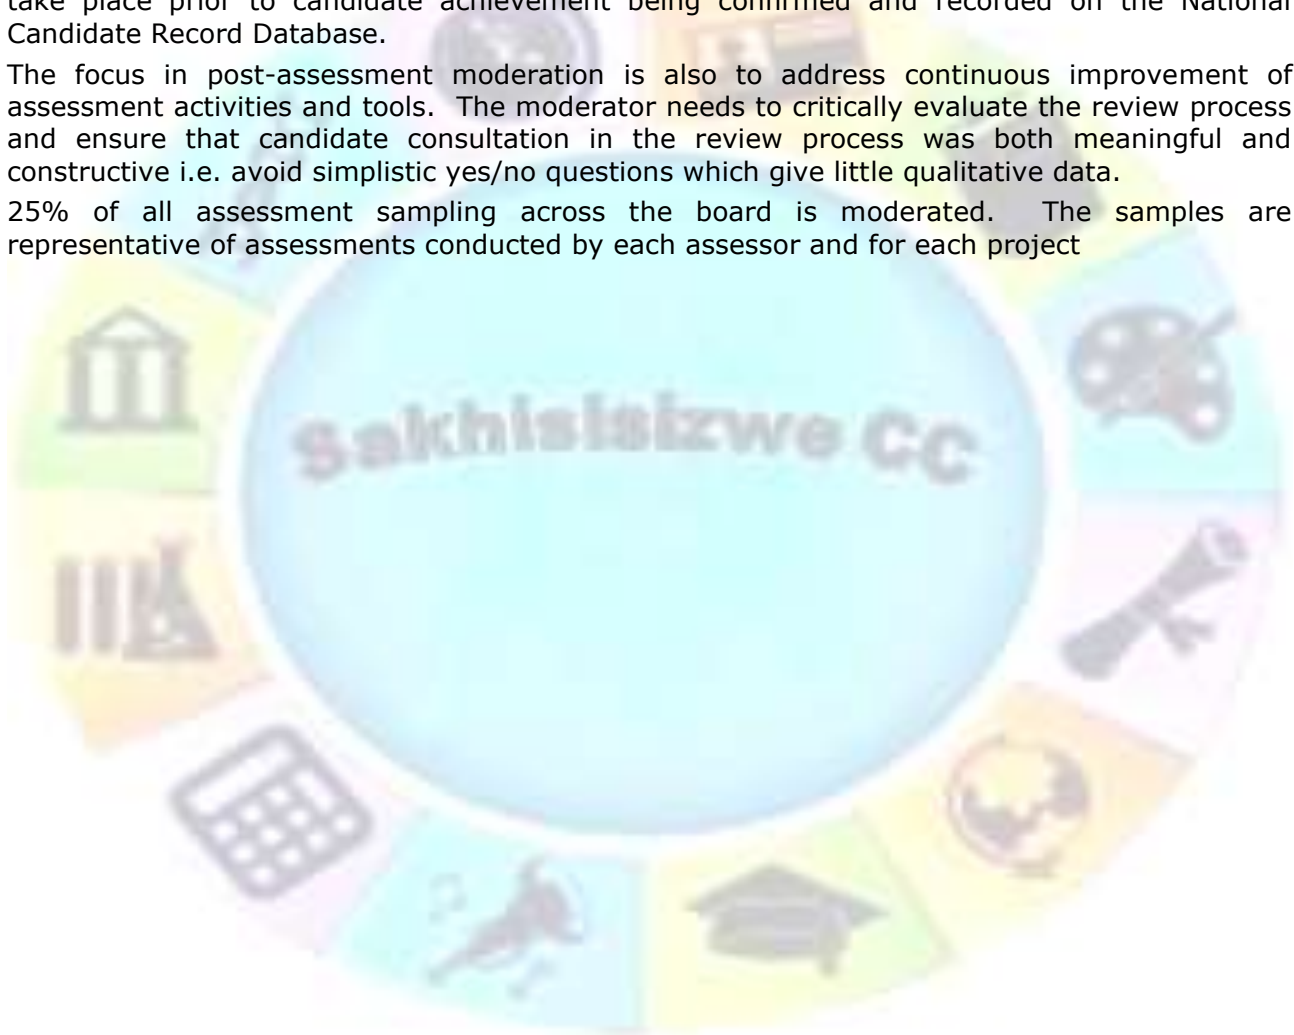 take place prior to candidate achievement being confirmed and recorded on the National
Candidate Record Database.
The focus in post-assessment moderation is also to address continuous improvement of
assessment activities and tools. The moderator needs to critically evaluate the review process
and ensure that candidate consultation in the review process was both meaningful and
constructive i.e. avoid simplistic yes/no questions which give little qualitative data.
25% of all assessment sampling across the board is moderated. The samples are
representative of assessments conducted by each assessor and for each project
Sakhisisizwe Cc